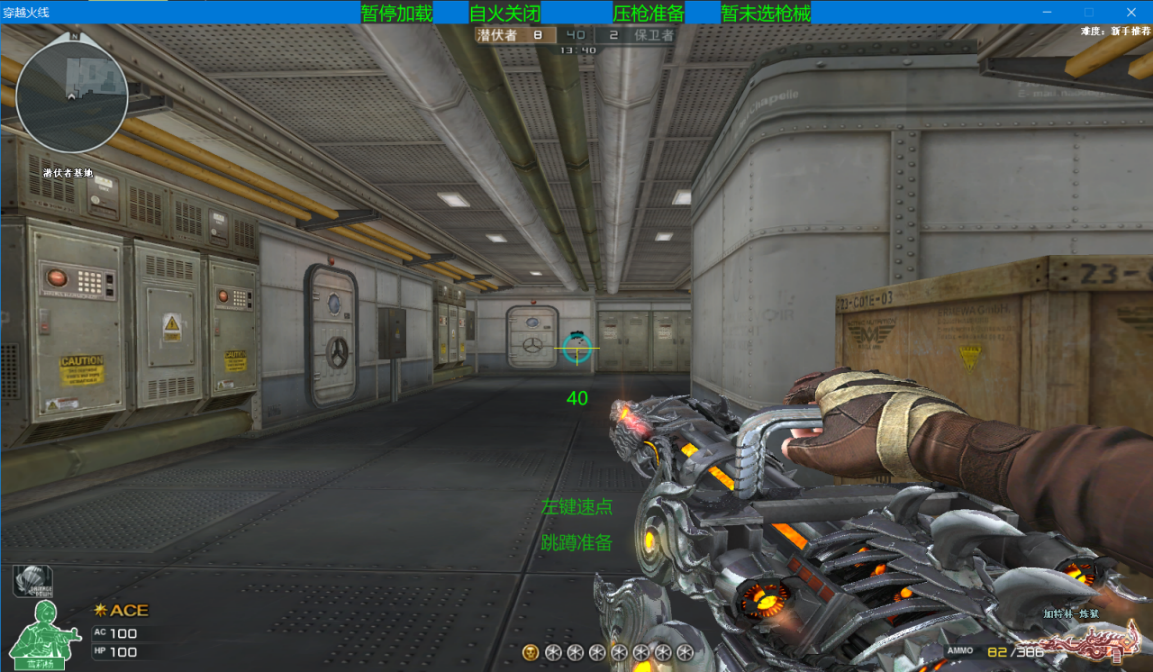 穿越火线
暂停加载 自火关闭 压枪准备 暂未选枪械
潜伏者 8 40 2 保卫者
13:40
难度：新手推荐
N
潜伏者基地
23-COTE-03
23-
CAUTION
CAUTION
40
左键速点
跳蹲准备
ACE
AC 100
HP 100
加特林-炼狱
AMMO 82/386